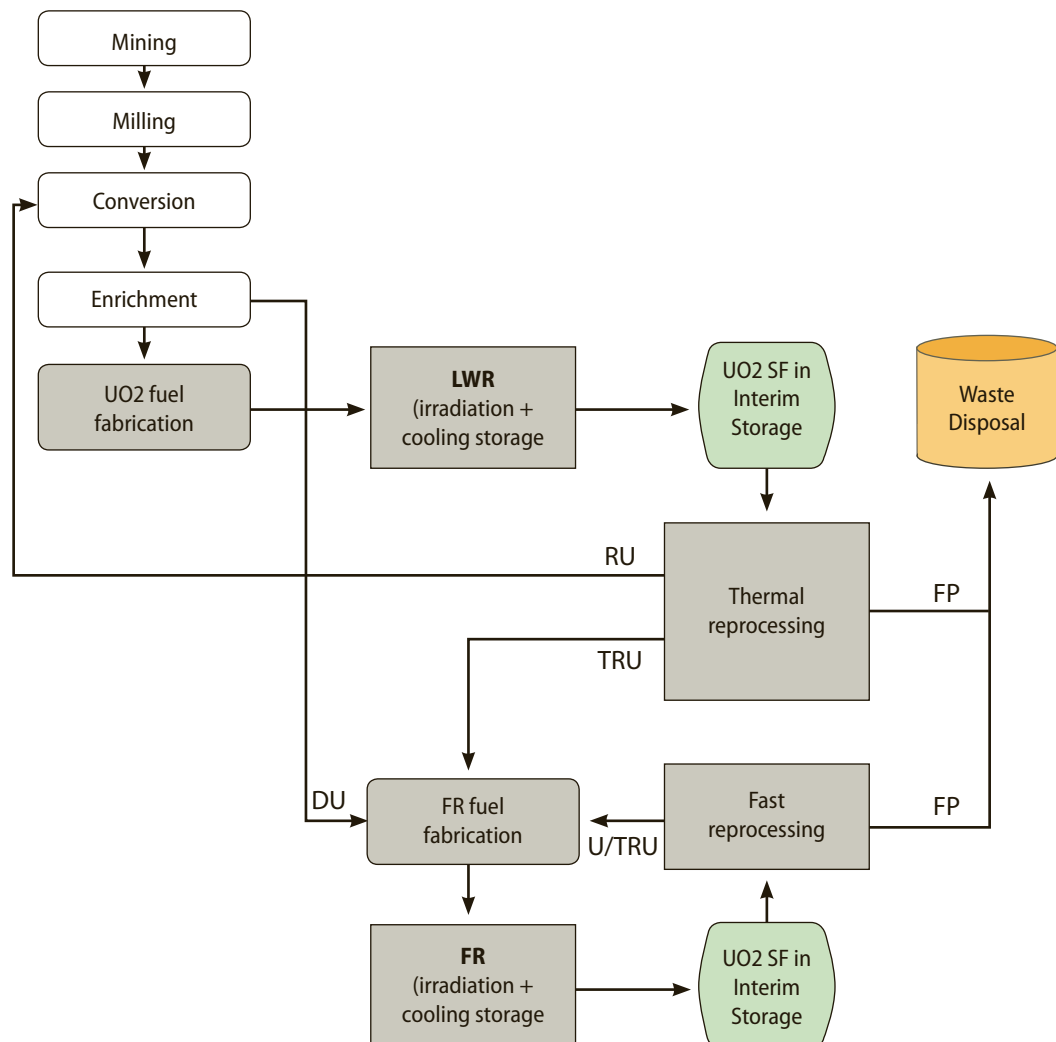 Mining
Milling
Conversion
Enrichment
UO2 fuel
fabrication
LWR
(irradiation +
cooling storage
UO2 SF in
Interim
Storage
Waste
Disposal
RU
Thermal
reprocessing
FP
TRU
DU
FR fuel
fabrication
U/TRU
Fast
reprocessing
FP
FR
(irradiation +
cooling storage
UO2 SF in
Interim
Storage